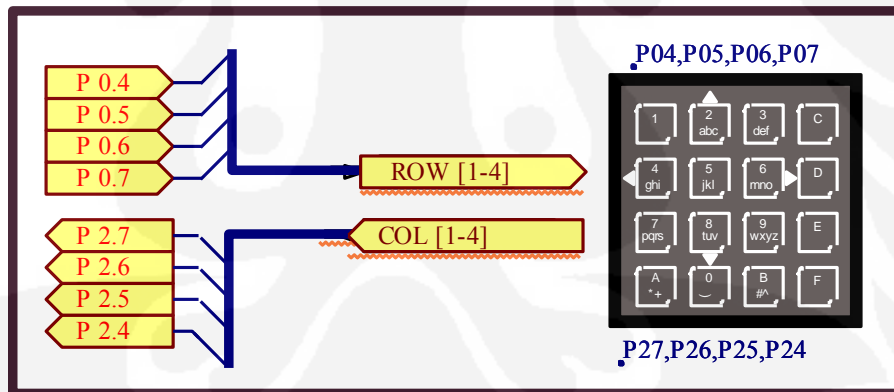 P 0.4
P 0.5
P 0.6
P 0.7
ROW [1-4]
P 2.7
P 2.6
P 2.5
P 2.4
COL [1-4]
P04,P05,P06,P07
1 2 3 C
abc def
4 5 6 D
ghi jkl mno
7 8 9 E
pqrs tuv wxyz
A 0 B F
*+ ‿ #^
P27,P26,P25,P24